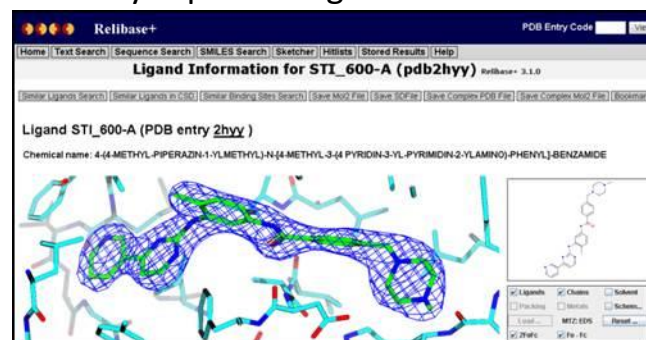 Relibase+
PDB Entry Code
Home Text Search Sequence Search SMILES Search Sketcher Hitlists Stored Results Help
Ligand Information for STI_600-A (pdb2hyy) Relibase+ 3.1.0
Similar Ligands Search Similar Ligands in CSD Similar Binding Sites Search Save Mol2 File Save SDFile Save Complex PDB File Save Complex Mol2 File Bookmar
Ligand STI_600-A (PDB entry 2hyy )
Chemical name: 4-(4-METHYL-PIPERAZIN-1-YLMETHYL)-N-[4-METHYL-3-(4 PYRIDIN-3-YL-PYRIMIDIN-2-YLAMINO)-PHENYL]-BENZAMIDE
Ligands Chains Solvent
Packing Metals Schem...
Load ... MTZ: EDS Reset ...
2FoFc Fo - Fc